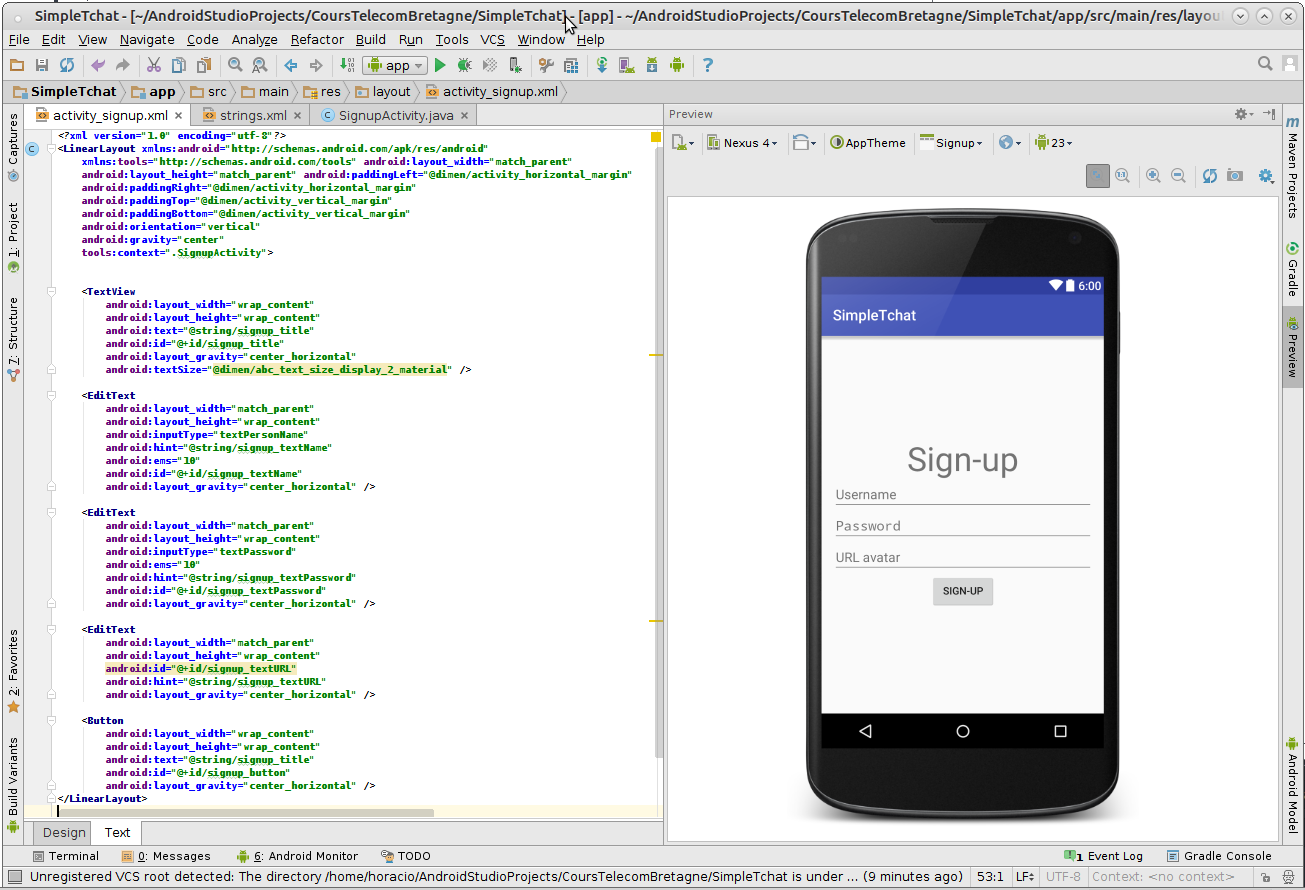 SimpleTchat - [~/AndroidStudioProjects/CoursTelecomBretagne/SimpleTchat] - [app] - ~/AndroidStudioProjects/CoursTelecomBretagne/SimpleTchat/app/src/main/res/layou
File Edit View Navigate Code Analyze Refactor Build Run Tools VCS Window Help
app
SimpleTchat app src main res layout activity_signup.xml
activity_signup.xml strings.xml SignupActivity.java
Preview
Nexus 4 AppTheme Signup 23
<?xml version="1.0" encoding="utf-8"?>
<LinearLayout xmlns:android="http://schemas.android.com/apk/res/android"
xmlns:tools="http://schemas.android.com/tools" android:layout_width="match_parent"
android:layout_height="match_parent" android:paddingLeft="@dimen/activity_horizontal_margin"
android:paddingRight="@dimen/activity_horizontal_margin"
android:paddingTop="@dimen/activity_vertical_margin"
android:paddingBottom="@dimen/activity_vertical_margin"
android:orientation="vertical"
android:gravity="center"
tools:context=".SignupActivity">
<TextView
android:layout_width="wrap_content"
android:layout_height="wrap_content"
android:text="@string/signup_title"
android:id="@+id/signup_title"
android:layout_gravity="center_horizontal"
android:textSize="@dimen/abc_text_size_display_2_material" />
<EditText
android:layout_width="match_parent"
android:layout_height="wrap_content"
android:inputType="textPersonName"
android:hint="@string/signup_textName"
android:ems="10"
android:id="@+id/signup_textName"
android:layout_gravity="center_horizontal" />
<EditText
android:layout_width="match_parent"
android:layout_height="wrap_content"
android:inputType="textPassword"
android:ems="10"
android:hint="@string/signup_textPassword"
android:id="@+id/signup_textPassword"
android:layout_gravity="center_horizontal" />
<EditText
android:layout_width="match_parent"
android:layout_height="wrap_content"
android:id="@+id/signup_textURL"
android:hint="@string/signup_textURL"
android:layout_gravity="center_horizontal" />
<Button
android:layout_width="wrap_content"
android:layout_height="wrap_content"
android:text="@string/signup_title"
android:id="@+id/signup_button"
android:layout_gravity="center_horizontal" />
</LinearLayout>
6:00
SimpleTchat
Sign-up
Username
Password
URL avatar
SIGN-UP
Captures
1: Project
7: Structure
2: Favorites
Build Variants
Maven Projects
Gradle
Preview
Android Model
Design Text
Terminal 0: Messages 6: Android Monitor TODO 1 Event Log Gradle Console
Unregistered VCS root detected: The directory /home/horacio/AndroidStudioProjects/CoursTelecomBretagne/SimpleTchat is under ... (9 minutes ago) 53:1 LF UTF-8 Context: <no context>